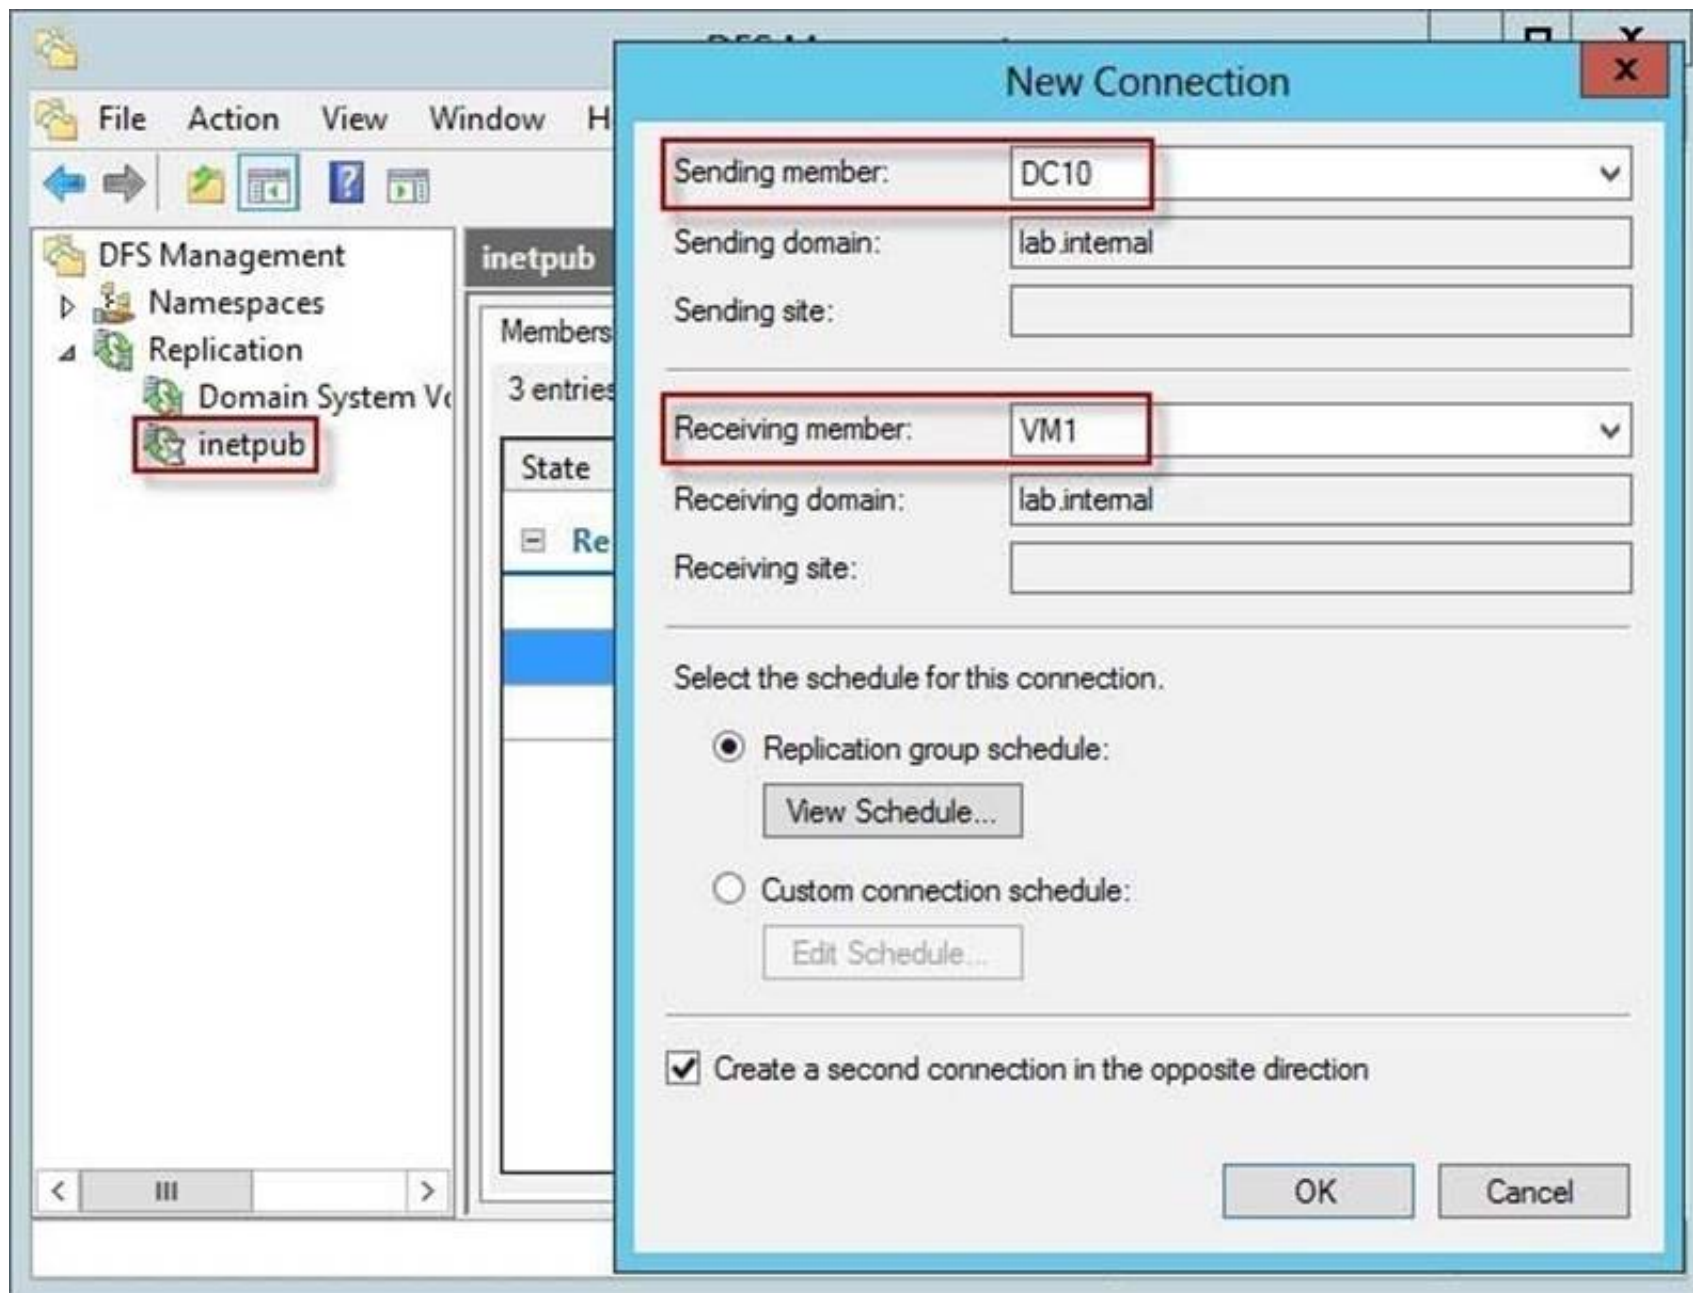 New Connection
X
File Action View Window H
Sending member: DC10
Sending domain: lab.internal
Sending site:
Receiving member: VM1
Receiving domain: lab.internal
Receiving site:
Select the schedule for this connection.
Replication group schedule:
View Schedule...
Custom connection schedule:
Edit Schedule...
Create a second connection in the opposite direction
OK Cancel
DFS Management
Namespaces
Replication
Domain System Vo
inetpub
inetpub
Members
3 entries
State
Re